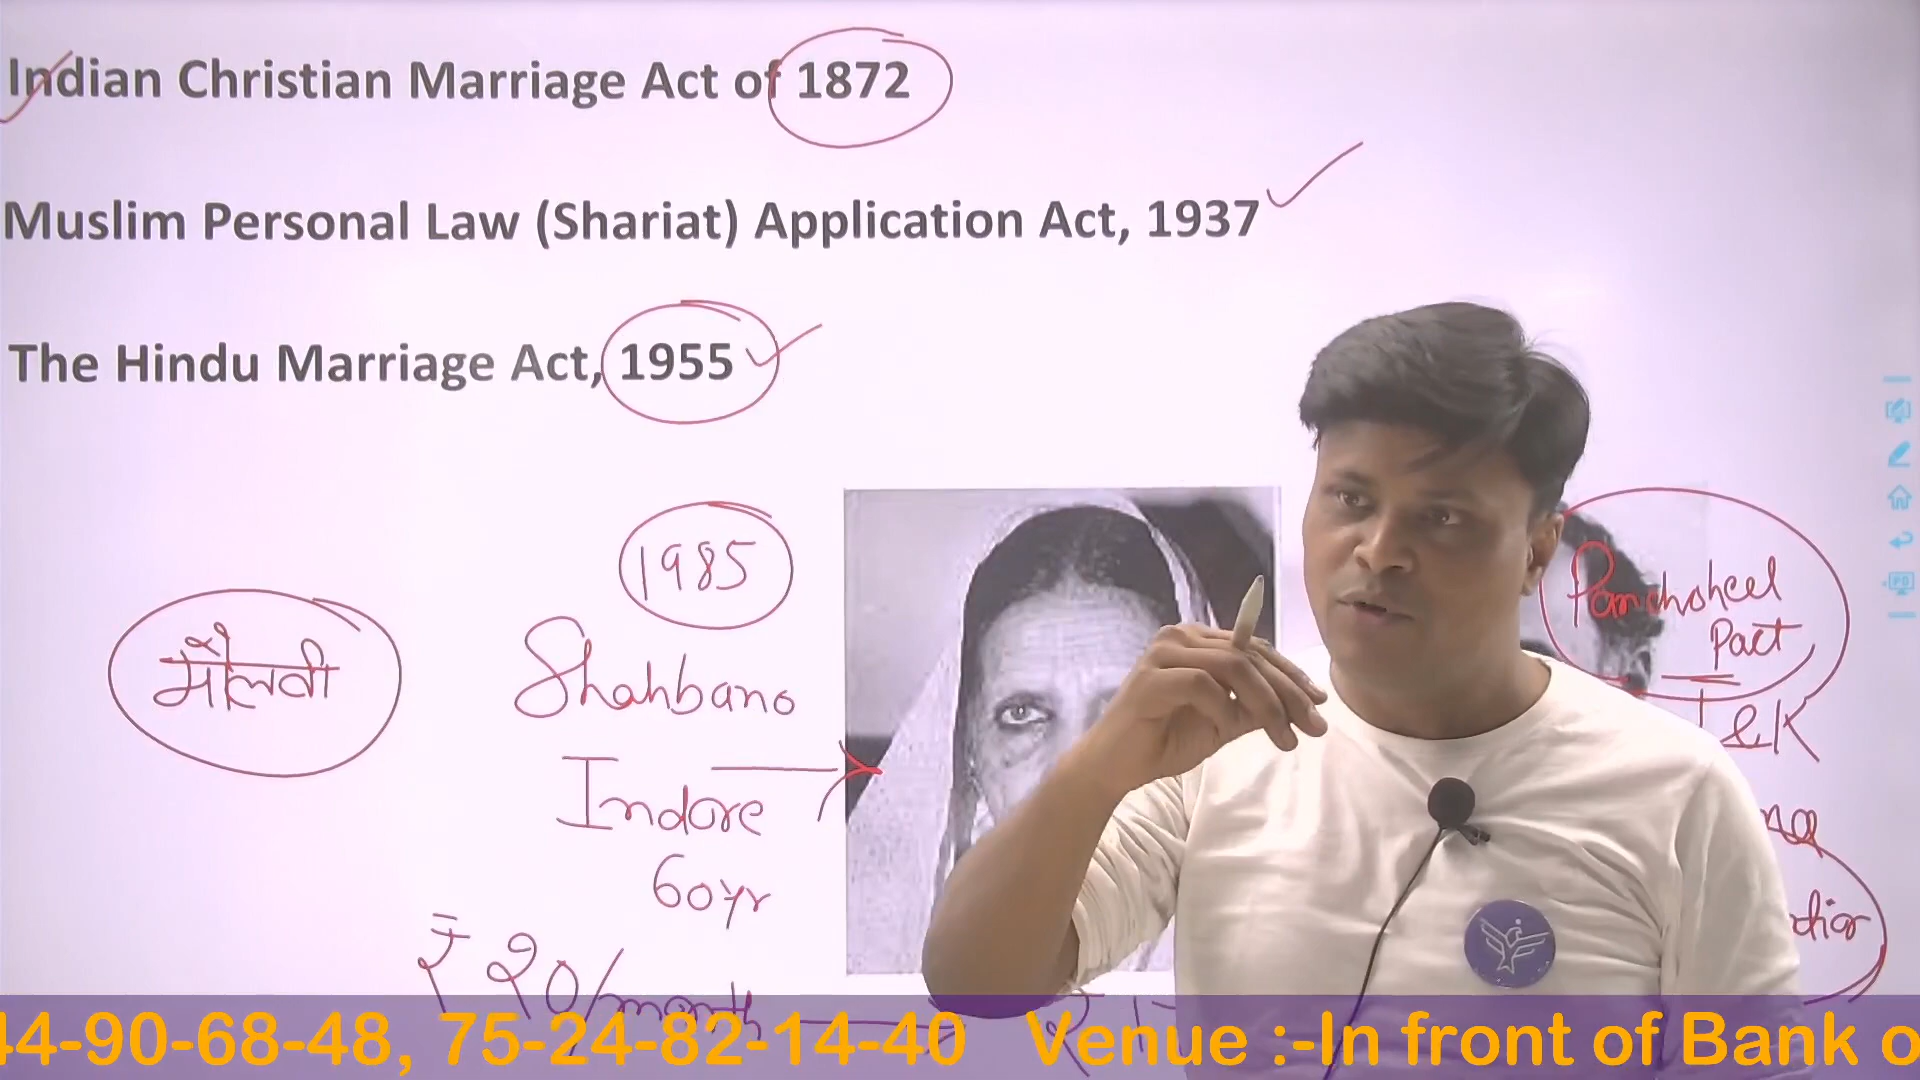 Indian Christian Marriage Act of 1872
Muslim Personal Law (Shariat) Application Act, 1937
The Hindu Marriage Act, 1955
1985
मौलवी
Shahbano
Indore
60yr
₹ 20/month
Panchsheel
Pact
J&K
44-90-68-48, 75-24-82-14-40 Venue :-In front of Bank o